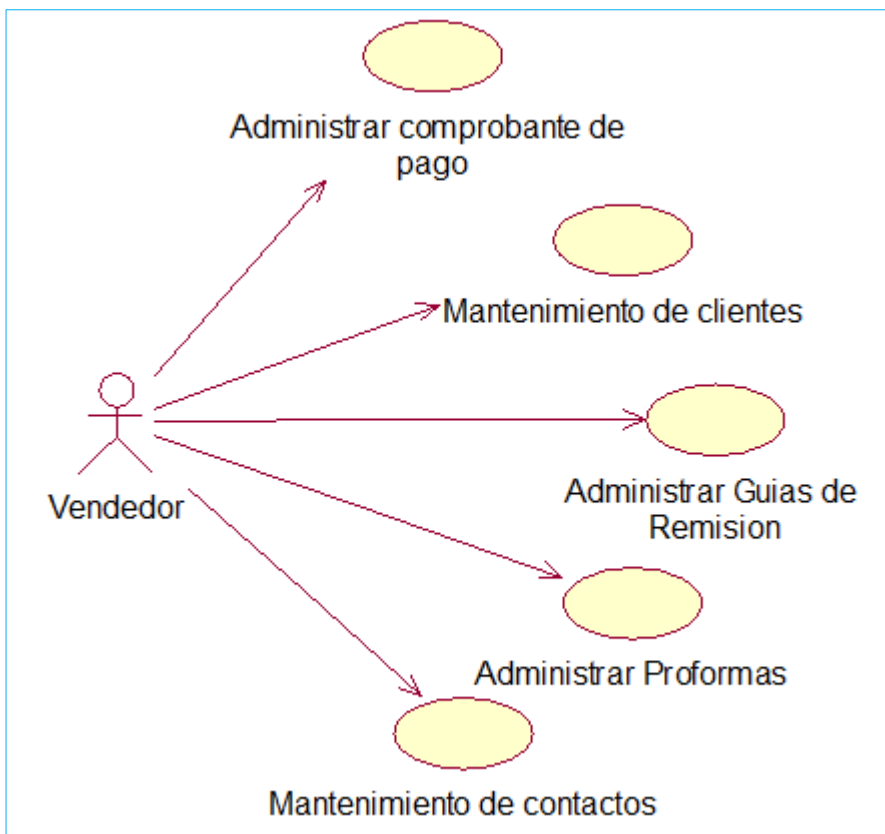 Administrar comprobante de
pago
Mantenimiento de clientes
Administrar Guias de
Remision
Vendedor
Administrar Proformas
Mantenimiento de contactos